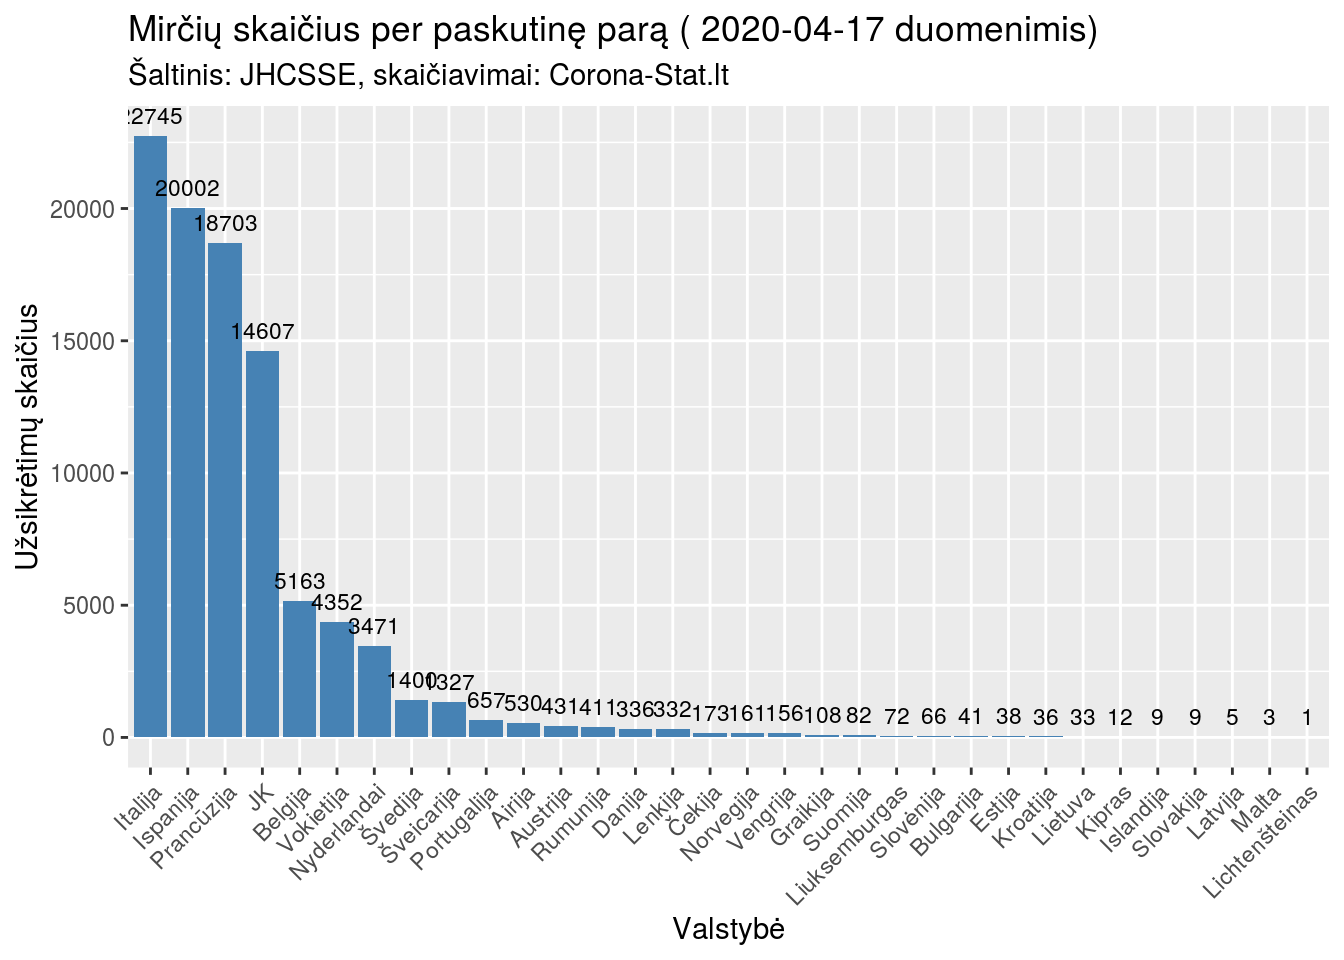 Mirčių skaičius per paskutinę parą ( 2020-04-17 duomenimis)
Šaltinis: JHCSSE, skaičiavimai: Corona-Stat.lt
Užsikrėtimų skaičius
20000
15000
10000
5000
0
22745
20002
18703
14607
5163
4352
3471
1400
1327
657
530
431
411
336
332
173
161
156
108
82
72
66
41
38
36
33
12
9
9
5
3
1
Italija
Ispanija
Prancūzija
JK
Belgija
Vokietija
Nyderlandai
Švedija
Šveicarija
Portugalija
Airija
Austrija
Rumunija
Danija
Lenkija
Čekija
Norvegija
Vengrija
Graikija
Suomija
Liuksemburgas
Slovėnija
Bulgarija
Estija
Kroatija
Lietuva
Kipras
Islandija
Slovakija
Latvija
Malta
Lichtenšteinas
Valstybė